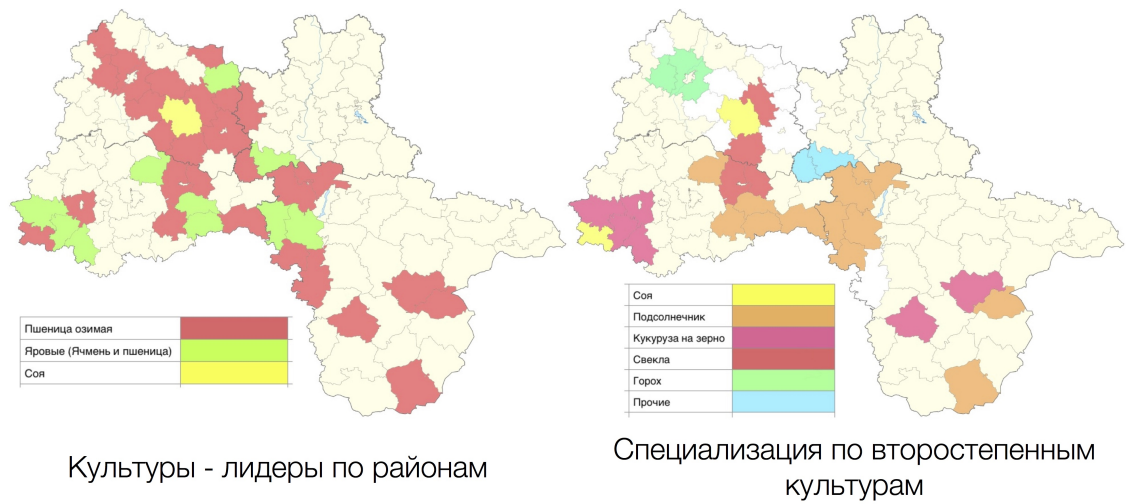 Пшеница озимая
Яровые (Ячмень и пшеница)
Соя
Соя
Подсолнечник
Кукуруза на зерно
Свекла
Горох
Прочие
Культуры - лидеры по районам
Специализация по второстепенным
культурам